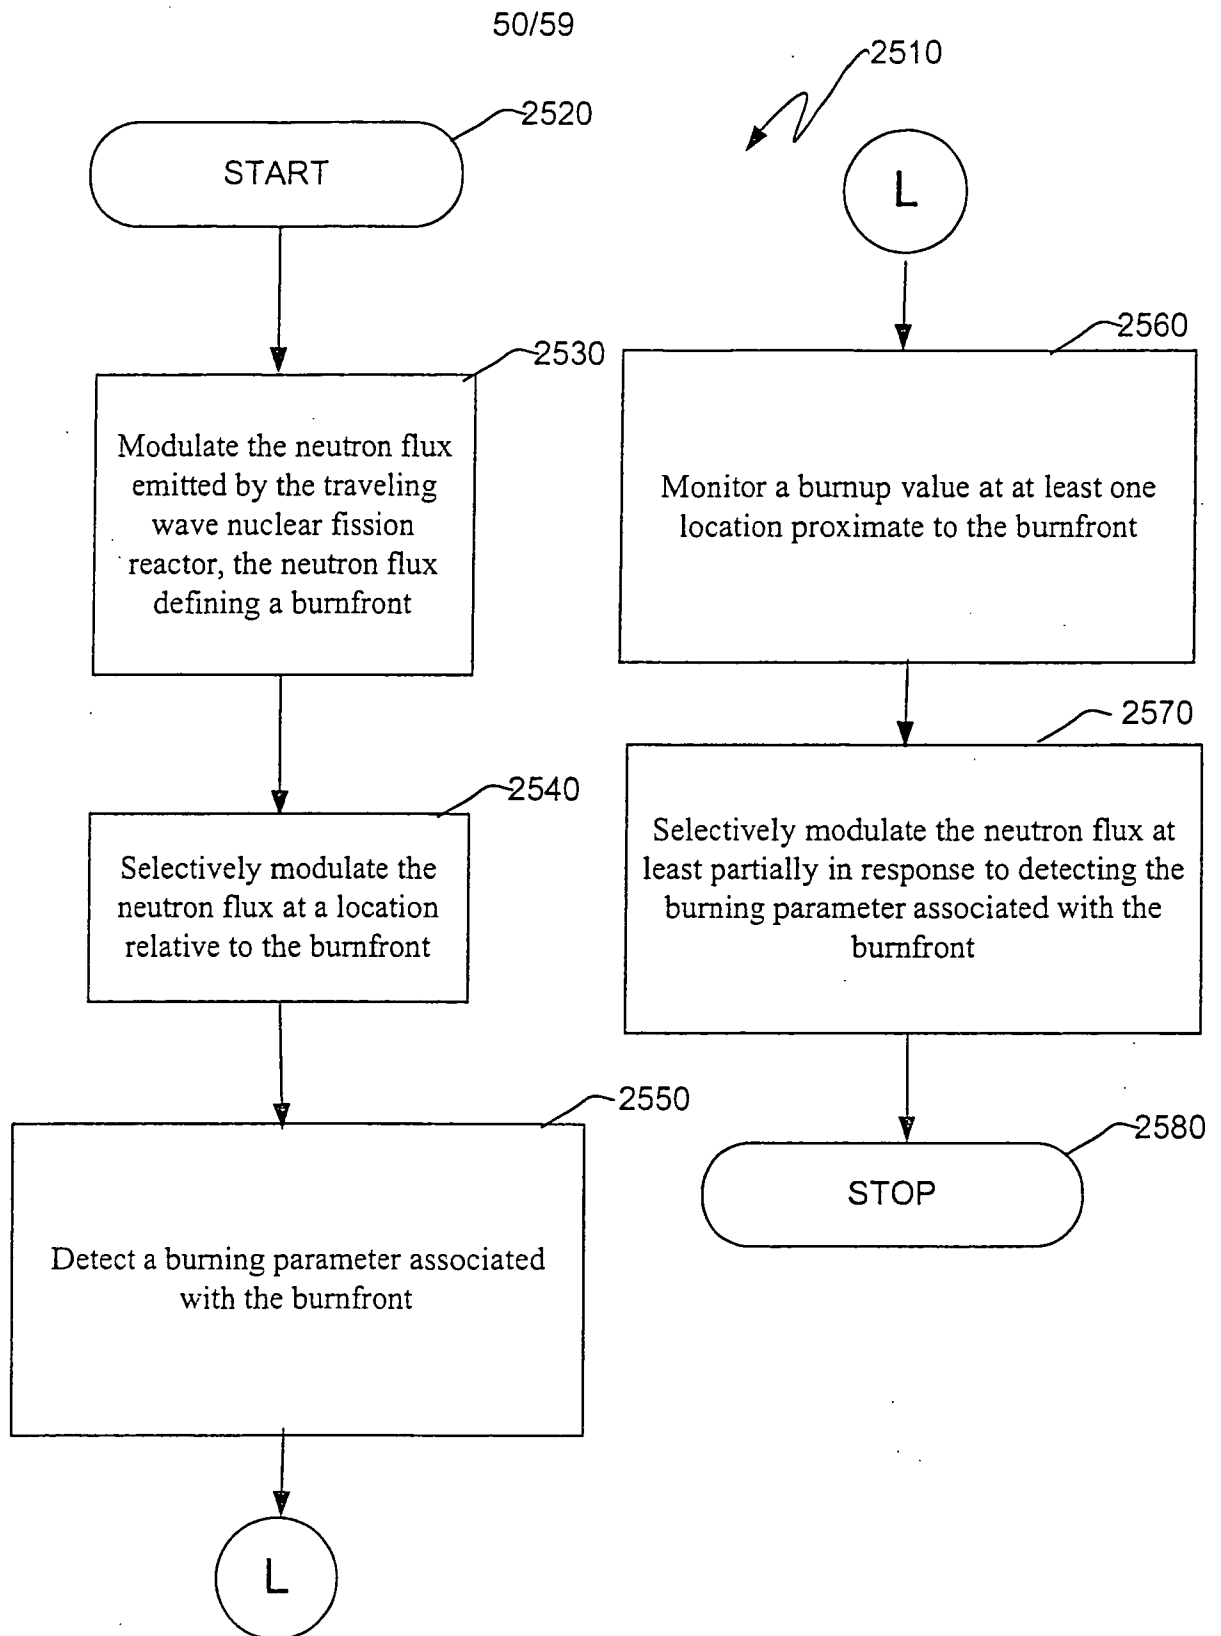 50/59
2510
2520
START
2530
Modulate the neutron flux
emitted by the traveling
wave nuclear fission
reactor, the neutron flux
defining a burnfront
2540
Selectively modulate the
neutron flux at a location
relative to the burnfront
2550
Detect a burning parameter associated
with the burnfront
L
L
2560
Monitor a burnup value at at least one
location proximate to the burnfront
2570
Selectively modulate the neutron flux at
least partially in response to detecting the
burning parameter associated with the
burnfront
2580
STOP